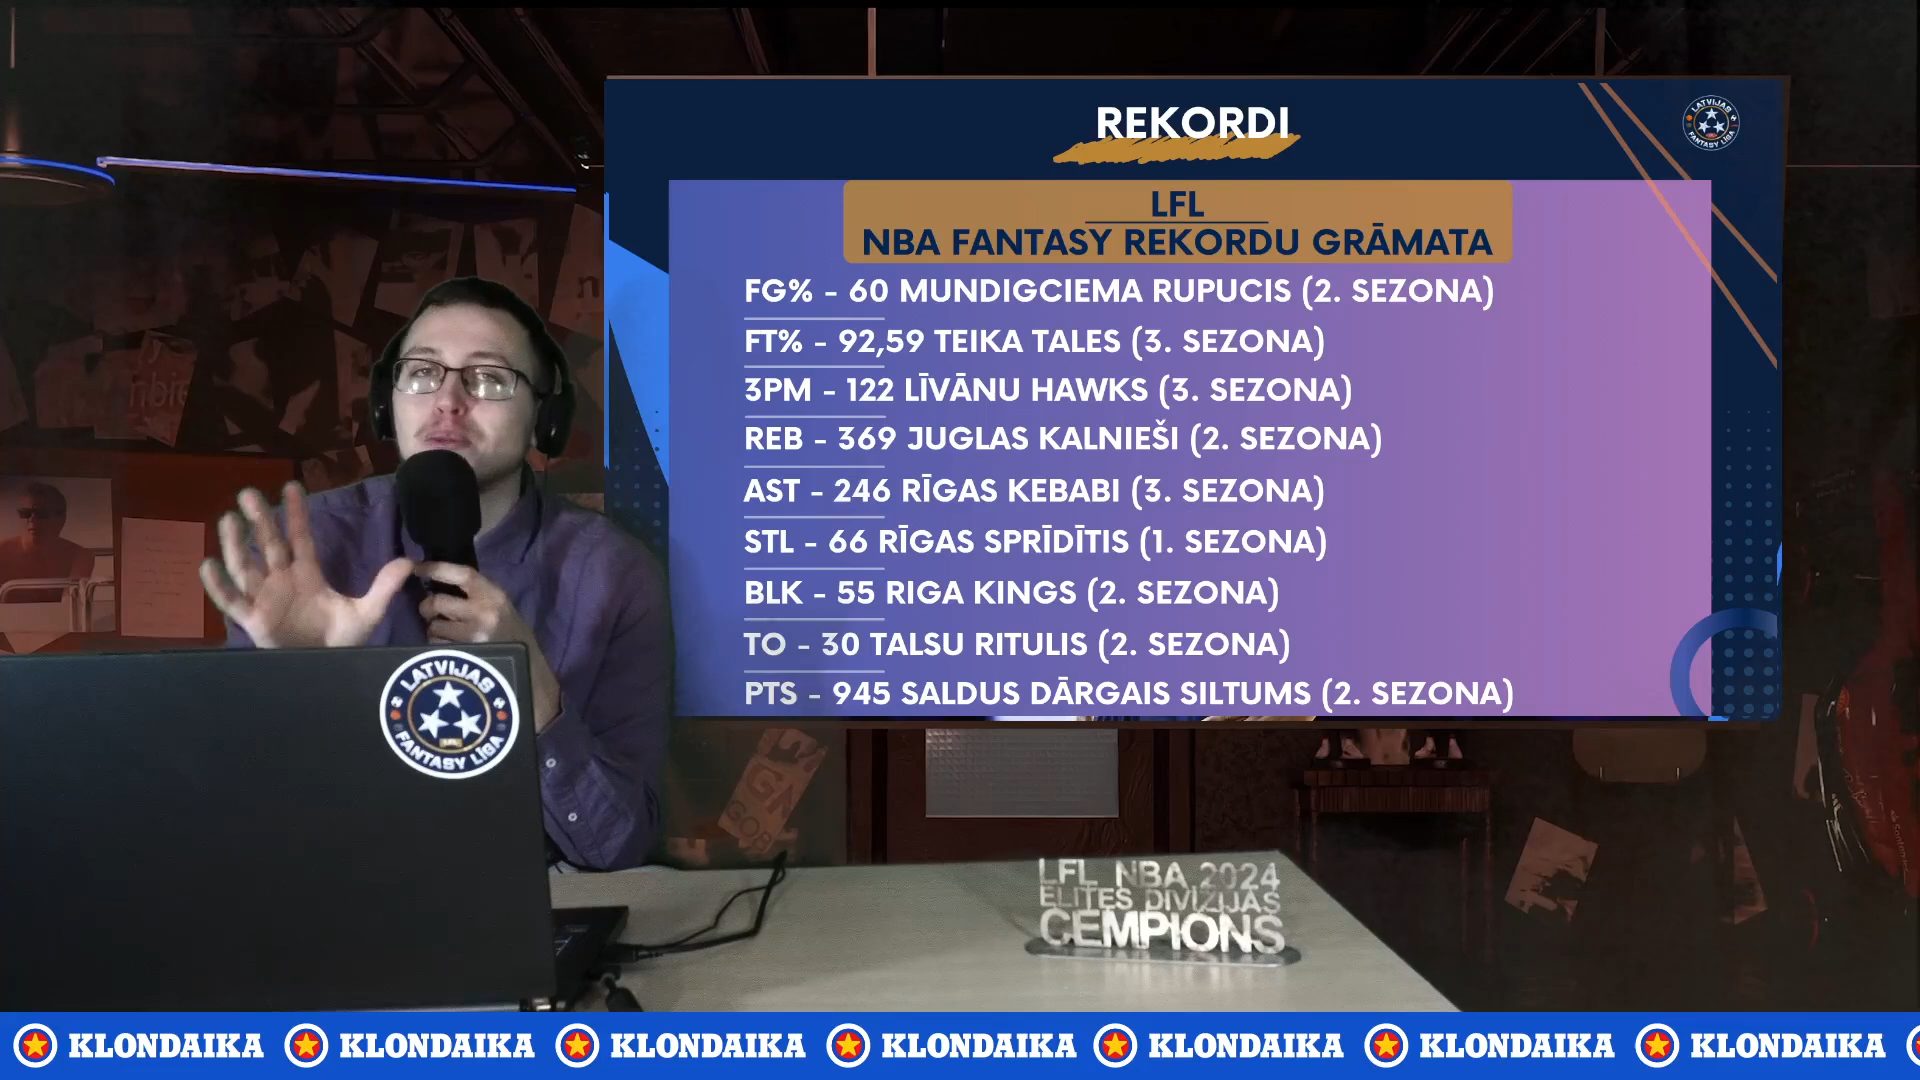 REKORDI
LATVIJAS
FANTASY LĪGA
LFL
NBA FANTASY REKORDU GRĀMATA
FG% - 60 MUNDIGCIEMA RUPUCIS (2. SEZONA)
FT% - 92,59 TEIKA TALES (3. SEZONA)
3PM - 122 LĪVĀNU HAWKS (3. SEZONA)
REB - 369 JUGLAS KALNIEŠI (2. SEZONA)
AST - 246 RĪGAS KEBABI (3. SEZONA)
STL - 66 RĪGAS SPRĪDĪTIS (1. SEZONA)
BLK - 55 RIGA KINGS (2. SEZONA)
TO - 30 TALSU RITULIS (2. SEZONA)
PTS - 945 SALDUS DĀRGAIS SILTUMS (2. SEZONA)
LATVIJAS
LFL
FANTASY LĪGA
LFL NBA 2024
ELITES DIVĪZIJAS
ČEMPIONS
KLONDAIKA KLONDAIKA KLONDAIKA KLONDAIKA KLONDAIKA KLONDAIKA KLONDAIKA